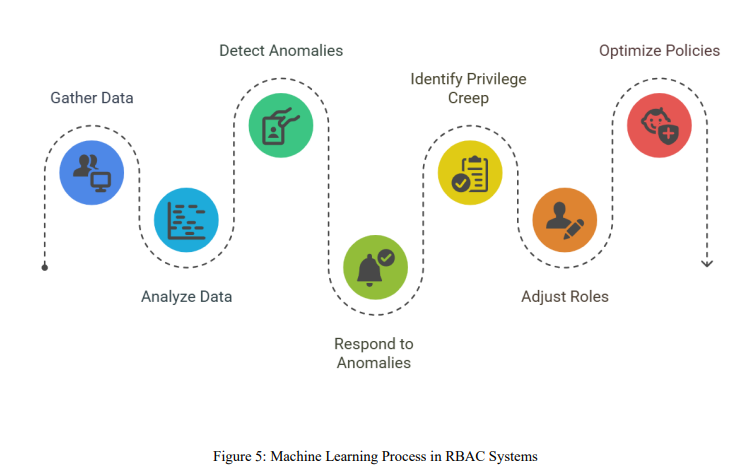 Gather Data
Analyze Data
Detect Anomalies
Respond to
Anomalies
Identify Privilege
Creep
Adjust Roles
Optimize Policies
Figure 5: Machine Learning Process in RBAC Systems